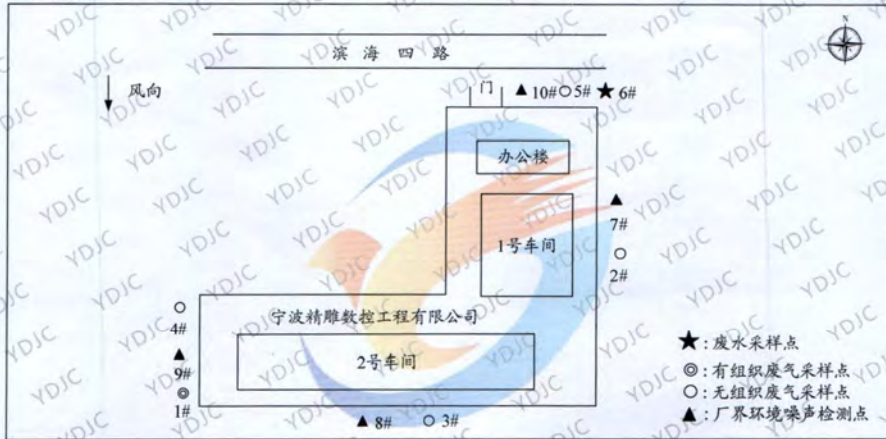 N
滨海四路
风向
门
▲ 10# ○ 5# ★ 6#
办公楼
▲
7#
1号车间
○
2#
宁波精雕数控工程有限公司
○
4#
2号车间
▲
9#
◎
1#
▲ 8# ○ 3#
★:废水采样点
◎:有组织废气采样点
○:无组织废气采样点
▲:厂界环境噪声检测点
YDJC